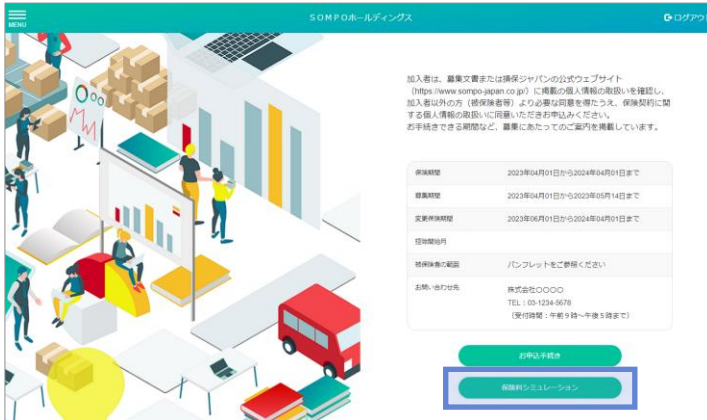 MENU
SOMPOホールディングス
ログアウト
加入者は、募集文書または損保ジャパンの公式ウェブサイト
（https://www.sompo-japan.co.jp/）に掲載の個人情報の取扱いを確認し、
加入者以外の方（被保険者等）より必要な同意を得たうえ、保険契約に関
する個人情報の取扱いに同意いただきお申込みください。
お手続きできる期間など、募集にあたってのご案内を掲載しています。
保険期間 2023年04月01日から2024年04月01日まで
募集期間 2023年04月01日から2023年05月14日まで
変更保険期間 2023年06月01日から2024年04月01日まで
控除開始月
被保険者の範囲 パンフレットをご参照ください
お問い合わせ先 株式会社○○○○
TEL：03-1234-5678
（受付時間：午前９時～午後５時まで）
お申込手続き
保険料シミュレーション